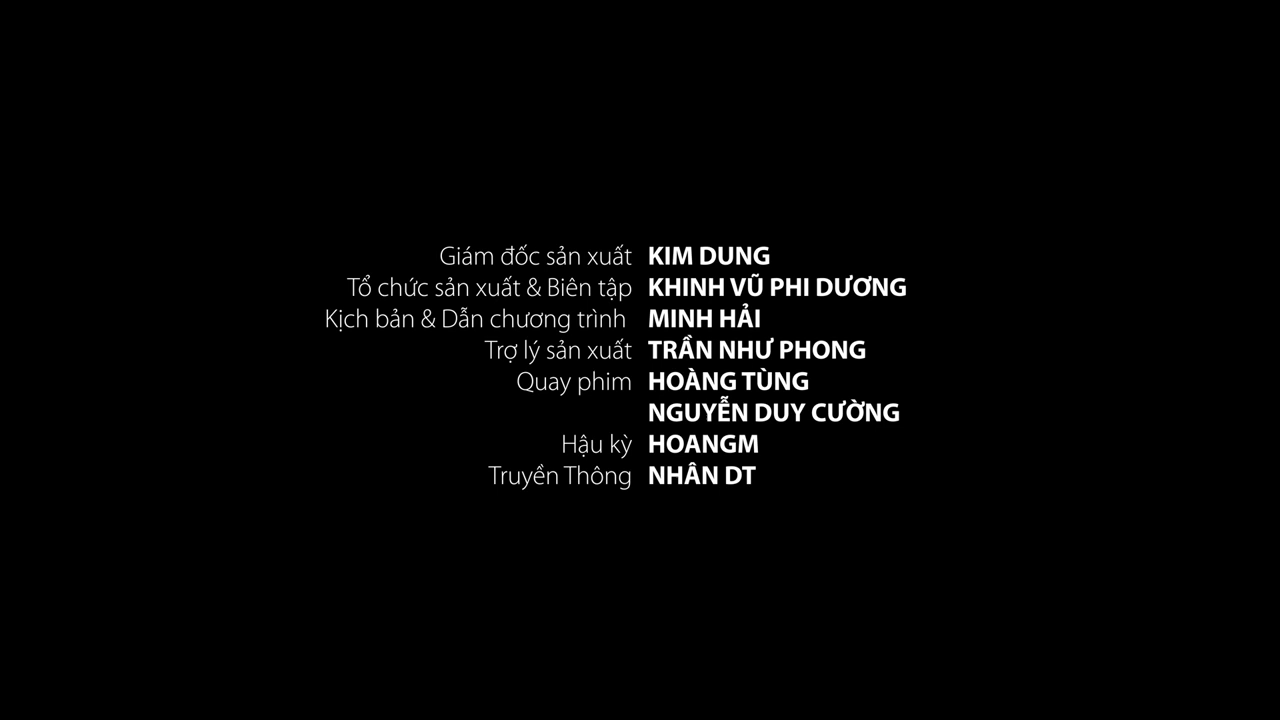 Giám đốc sản xuất KIM DUNG
Tổ chức sản xuất & Biên tập KHINH VŨ PHI DƯƠNG
Kịch bản & Dẫn chương trình MINH HẢI
Trợ lý sản xuất TRẦN NHƯ PHONG
Quay phim HOÀNG TÙNG
NGUYỄN DUY CƯỜNG
Hậu kỳ HOANGM
Truyền Thông NHÂN DT